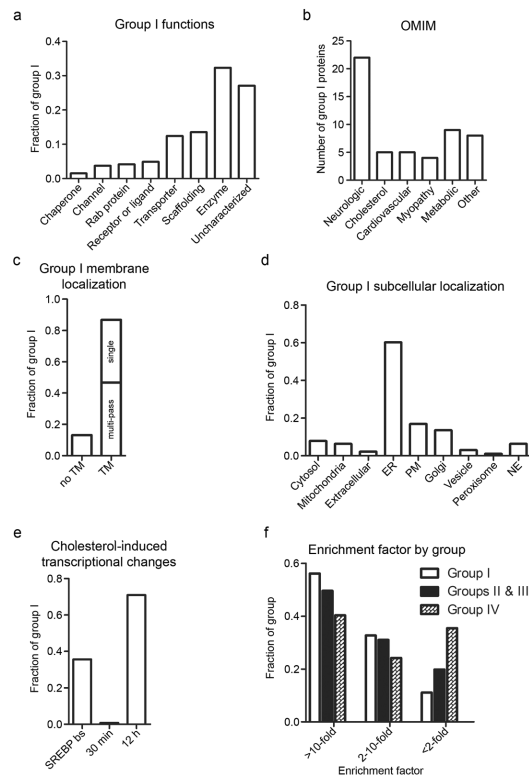 a
Group I functions
Fraction of group I
0.4
0.3
0.2
0.1
0.0
Chaperone
Channel
Rab protein
Receptor or ligand
Transporter
Scaffolding
Enzyme
Uncharacterized
b
OMIM
Number of group I proteins
25
20
15
10
5
0
Neurologic
Cholesterol
Cardiovascular
Myopathy
Metabolic
Other
c
Group I membrane
localization
Fraction of group I
1.0
0.8
0.6
0.4
0.2
0.0
single
multi-pass
no TM
TM
d
Group I subcellular localization
Fraction of group I
0.8
0.6
0.4
0.2
0.0
Cytosol
Mitochondria
Extracellular
ER
PM
Golgi
Vesicle
Peroxisome
NE
e
Cholesterol-induced
transcriptional changes
Fraction of group I
0.8
0.6
0.4
0.2
0.0
SREBP bs
30 min
12 h
f
Enrichment factor by group
Fraction of group
0.6
0.4
0.2
0.0
Group I
Groups II & III
Group IV
>10-fold
2-10-fold
<2-fold
Enrichment factor